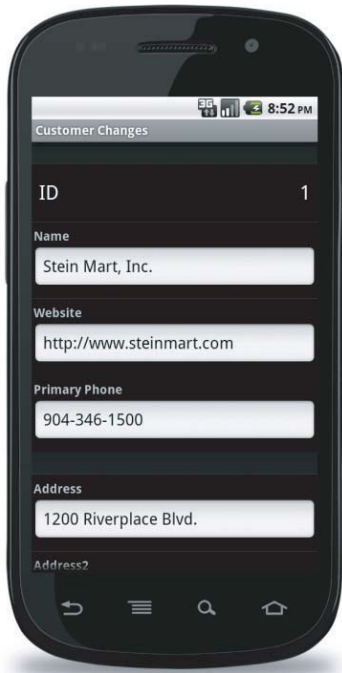 3G 8:52 PM
Customer Changes
ID 1
Name
Stein Mart, Inc.
Website
http://www.steinmart.com
Primary Phone
904-346-1500
Address
1200 Riverplace Blvd.
Address2